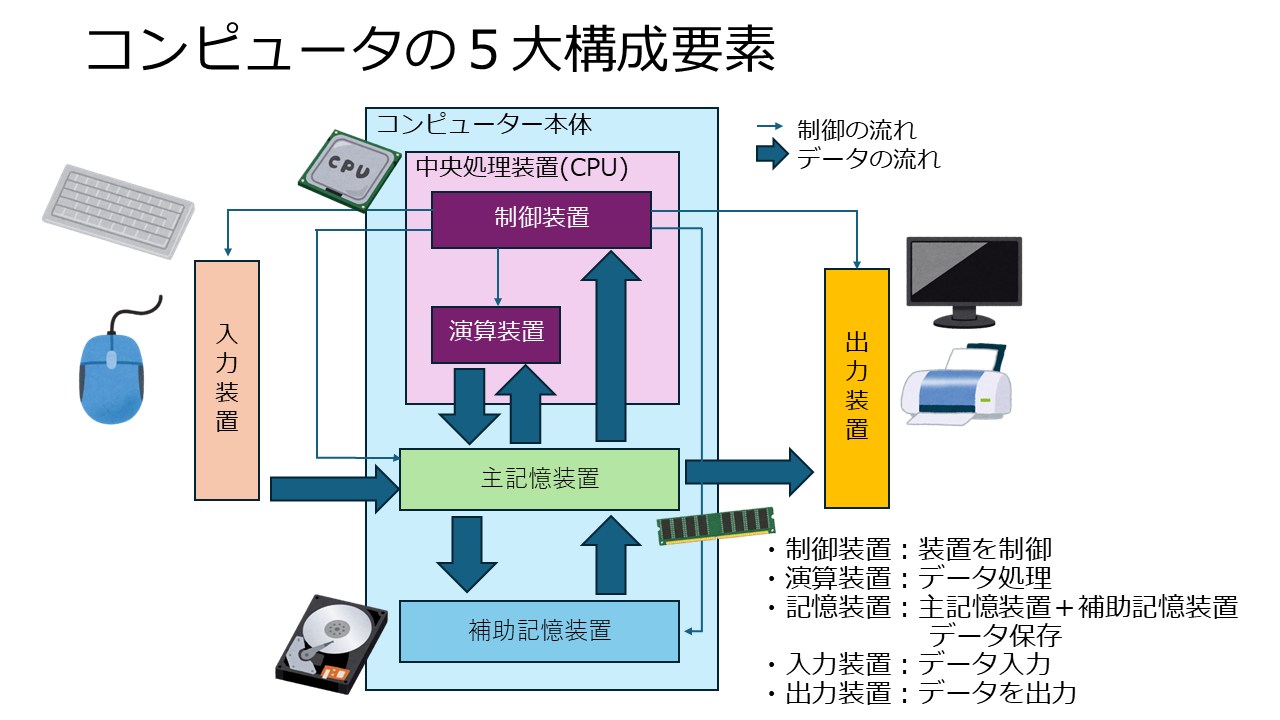 コンピュータの５大構成要素
コンピューター本体
制御の流れ
データの流れ
CPU
中央処理装置(CPU)
制御装置
演算装置
入力装置
出力装置
主記憶装置
補助記憶装置
・制御装置：装置を制御
・演算装置：データ処理
・記憶装置：主記憶装置＋補助記憶装置
データ保存
・入力装置：データ入力
・出力装置：データを出力